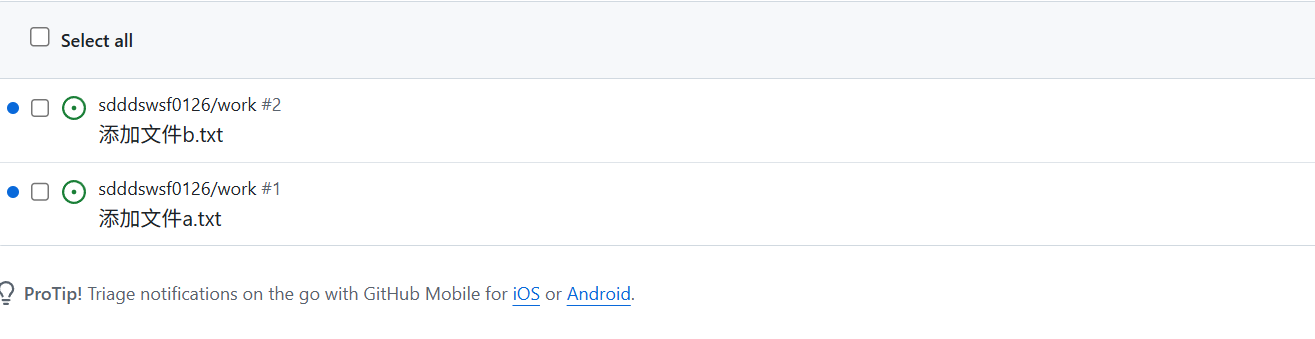 Select all
sdddswsf0126/work #2
添加文件b.txt
sdddswsf0126/work #1
添加文件a.txt
ProTip! Triage notifications on the go with GitHub Mobile for iOS or Android.